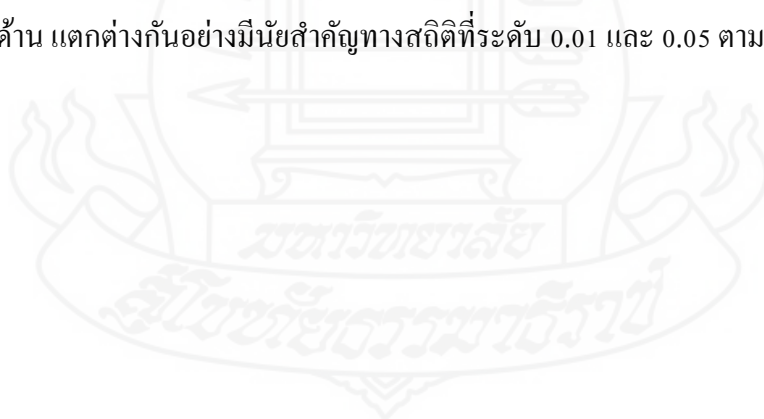 ด้าน แตกต่างกันอย่างมีนัยสำคัญทางสถิติที่ระดับ 0.01 และ 0.05 ตาม
มหาวิทยาลัย
สุโขทัยธรรมาธิราช